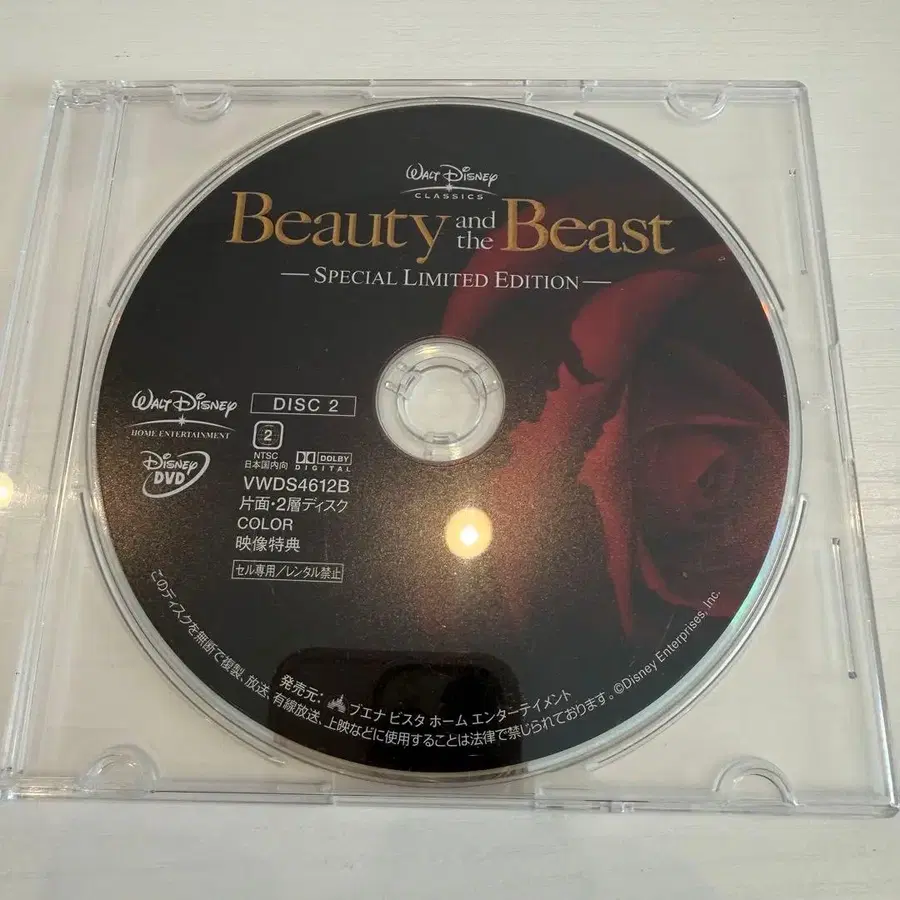 WALT DISNEY
CLASSICS
Beauty and the Beast
SPECIAL LIMITED EDITION
WALT DISNEY
HOME ENTERTAINMENT
DISNEY
DVD
DISC 2
2
NTSC
日本国内向
DOLBY
DIGITAL
VWDS4612B
片面・2層ディスク
COLOR
映像特典
セル専用/レンタル禁止
発売元: ブエナ ビスタ ホーム エンターテイメント
このディスクを無断で複製、放送、有線放送、上映などに使用することは法律で禁じられております。©Disney Enterprises, Inc.